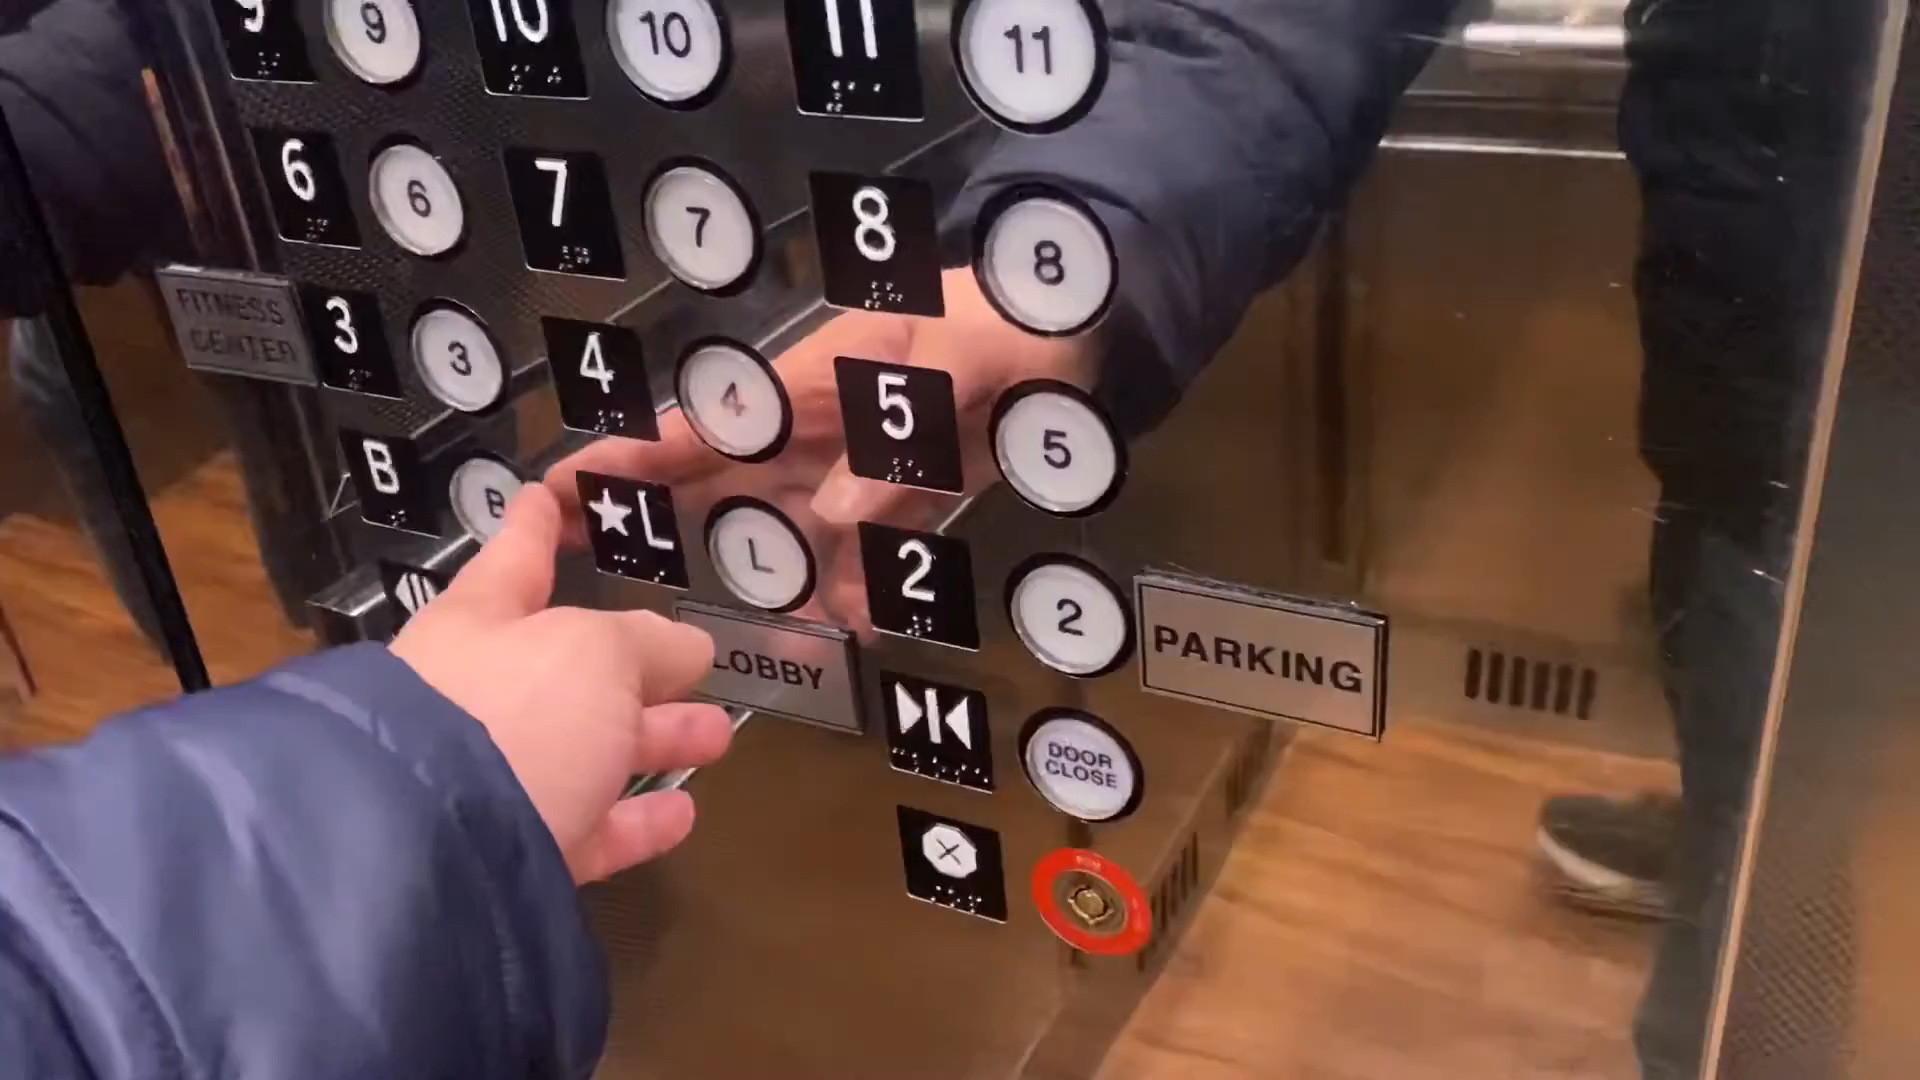 9 9 10 10 11 11
6 6 7 7 8 8
FITNESS
CENTER
3 3 4 4 5 5
B B ★L L 2 2
LOBBY
PARKING
DOOR
CLOSE